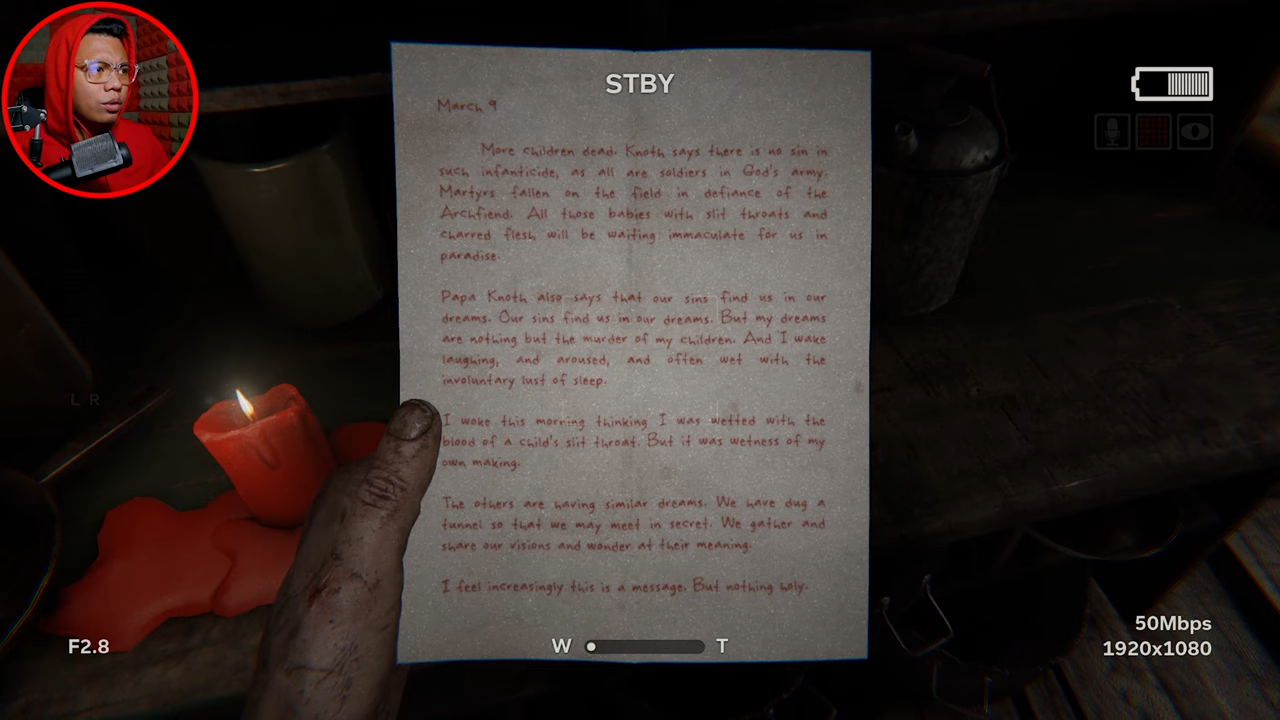 STBY
March 9
More children dead. Knoth says there is no sin in
such infanticide, as all are soldiers in God's army.
Martyrs fallen on the field in defiance of the
Archfiend. All those babies with slit throats and
charred flesh will be waiting immaculate for us in
paradise.
Papa Knoth also says that our sins find us in our
dreams. Our sins find us in our dreams. But my dreams
are nothing but the murder of my children. And I wake
laughing, and aroused, and often wet with the
involuntary lust of sleep.
I woke this morning thinking I was wetted with the
blood of a child's slit throat. But it was wetness of my
own making.
The others are having similar dreams. We have dug a
tunnel so that we may meet in secret. We gather and
share our visions and wonder at their meaning.
I feel increasingly this is a message. But nothing holy.
L R
F2.8
W T
50Mbps
1920x1080